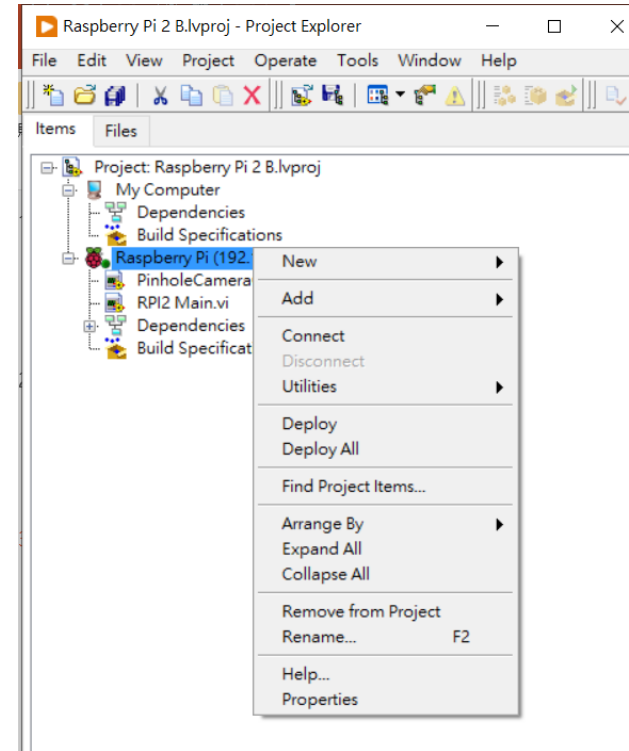 Raspberry Pi 2 B.lvproj - Project Explorer
File Edit View Project Operate Tools Window Help
Items Files
Project: Raspberry Pi 2 B.lvproj
My Computer
Dependencies
Build Specifications
Raspberry Pi (192.
PinholeCamera
RPI2 Main.vi
Dependencies
Build Specificat
New
Add
Connect
Disconnect
Utilities
Deploy
Deploy All
Find Project Items...
Arrange By
Expand All
Collapse All
Remove from Project
Rename... F2
Help...
Properties